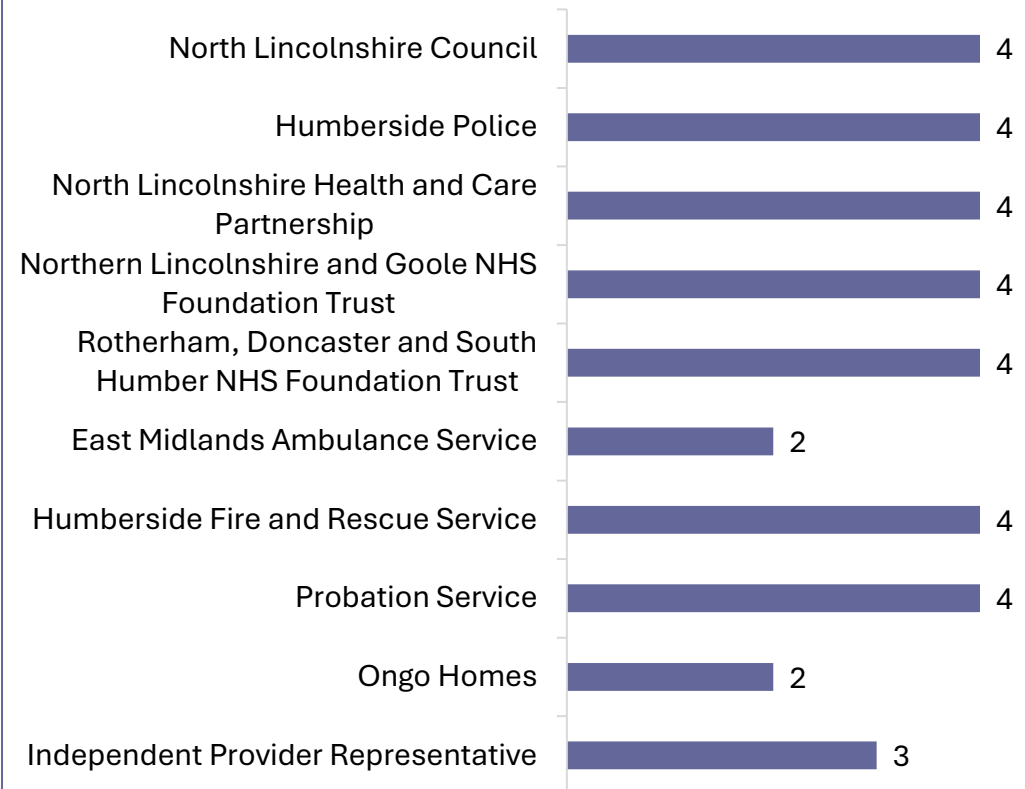 North Lincolnshire Council 4
Humberside Police 4
North Lincolnshire Health and Care
Partnership 4
Northern Lincolnshire and Goole NHS
Foundation Trust 4
Rotherham, Doncaster and South
Humber NHS Foundation Trust 4
East Midlands Ambulance Service 2
Humberside Fire and Rescue Service 4
Probation Service 4
Ongo Homes 2
Independent Provider Representative 3